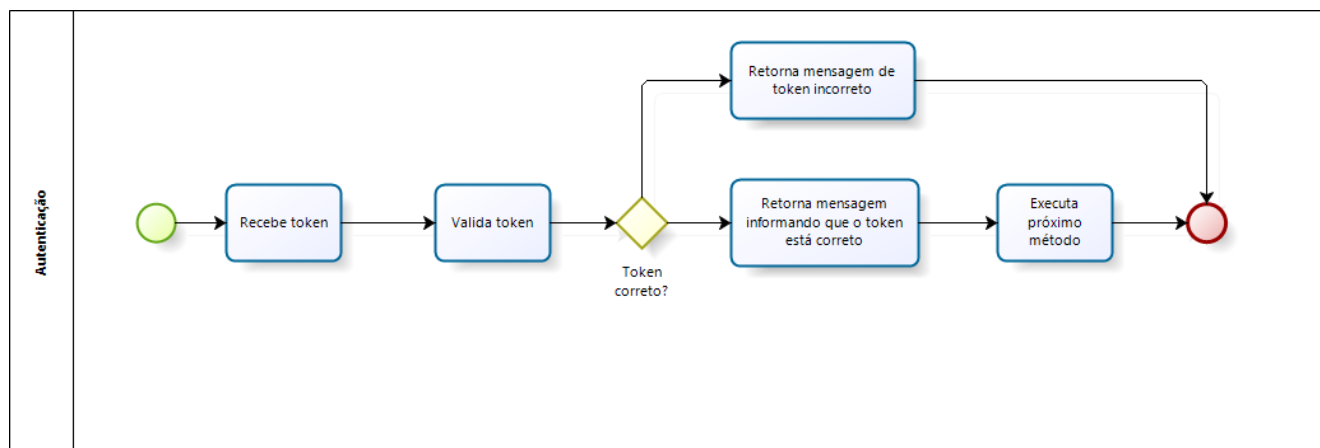 Autenticação
Recebe token
Valida token
Token
correto?
Retorna mensagem de
token incorreto
Retorna mensagem
informando que o token
está correto
Executa
próximo
método